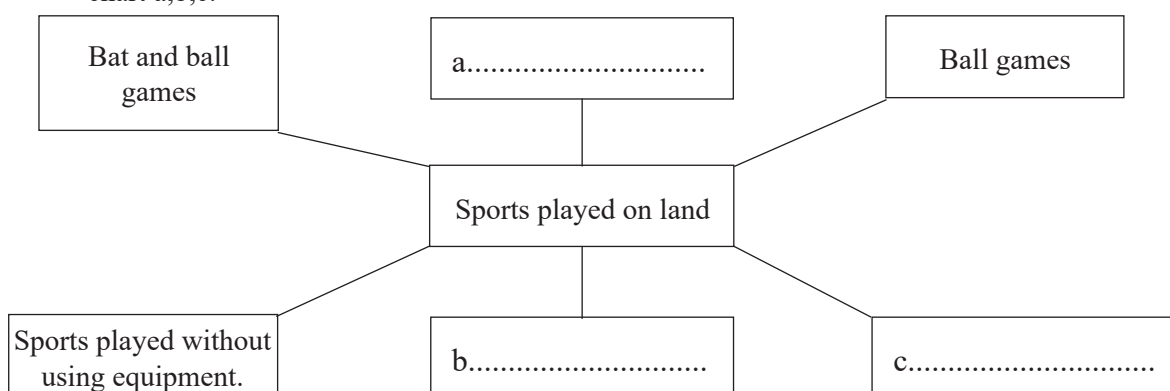 Bat and ball
games
a..............................
Ball games
Sports played on land
Sports played without
using equipment.
b..............................
c..............................